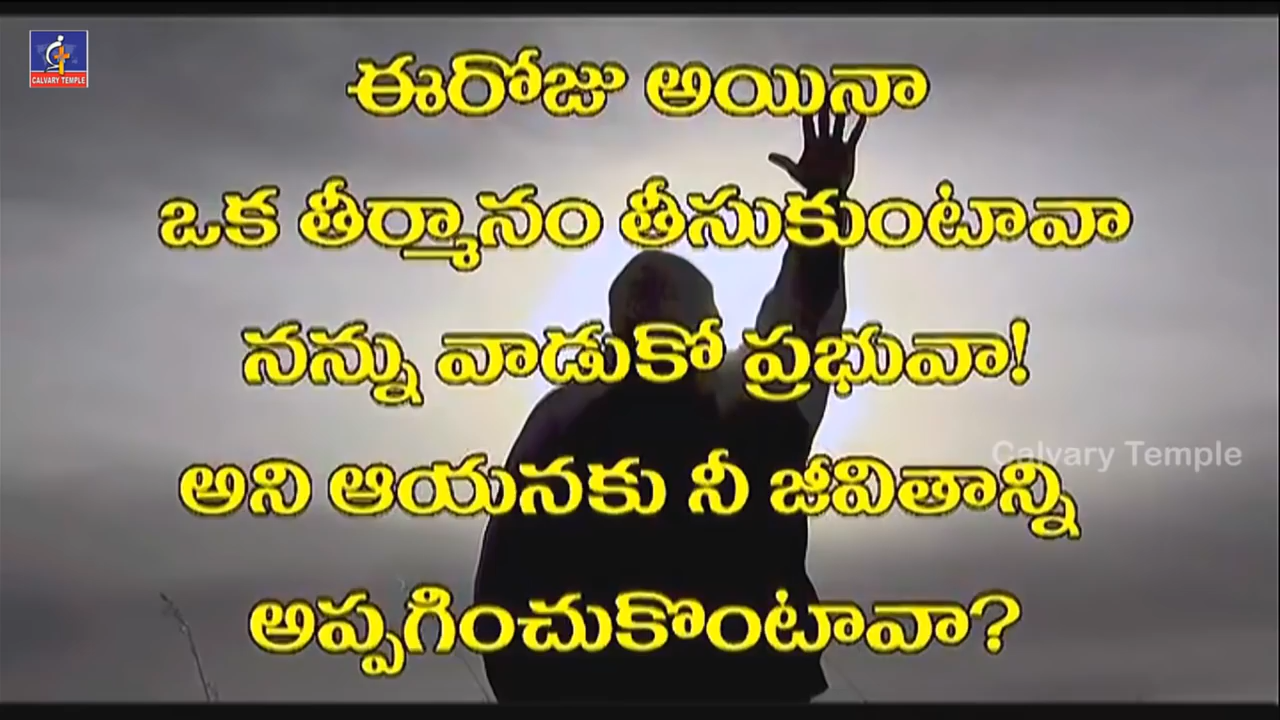 CALVARY TEMPLE
ఈరోజు అయినా
ఒక తీర్మానం తీసుకుంటావా
నన్ను వాడుకో ప్రభువా!
Calvary Temple
అని ఆయనకు నీ జీవితాన్ని
అప్పగించుకొంటావా?